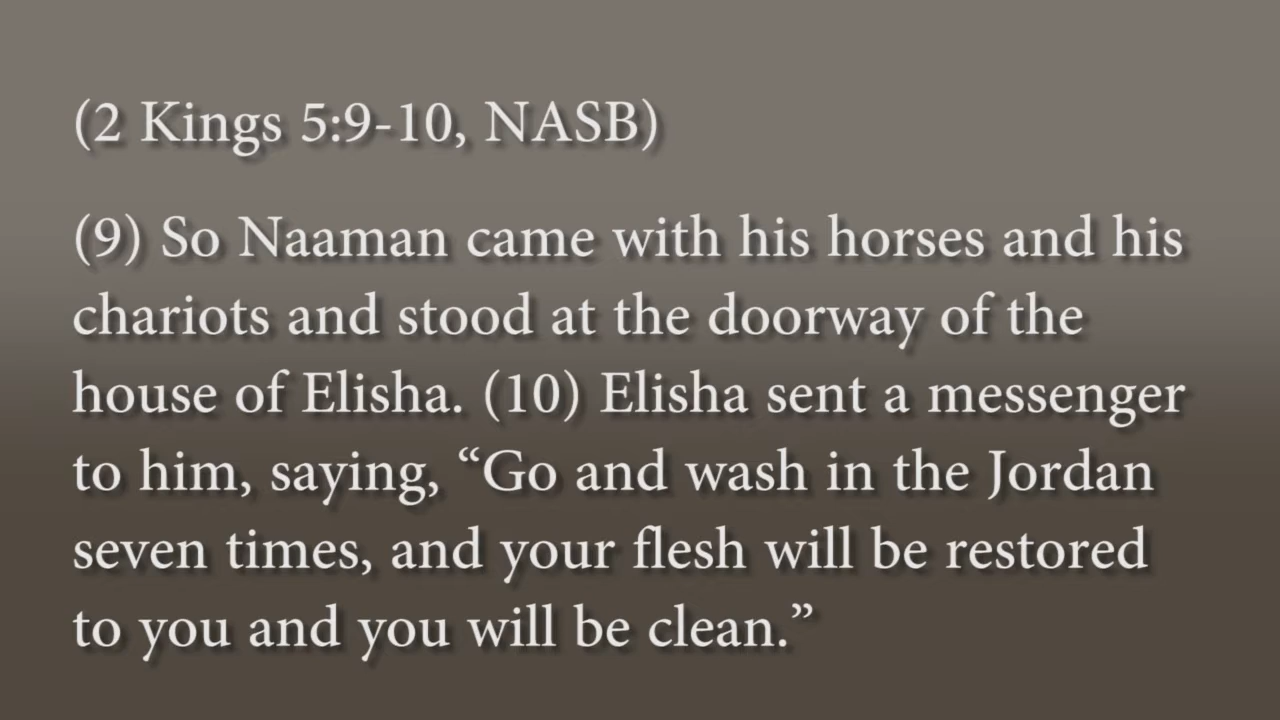 (2 Kings 5:9-10, NASB)
(9) So Naaman came with his horses and his
chariots and stood at the doorway of the
house of Elisha. (10) Elisha sent a messenger
to him, saying, “Go and wash in the Jordan
seven times, and your flesh will be restored
to you and you will be clean.”